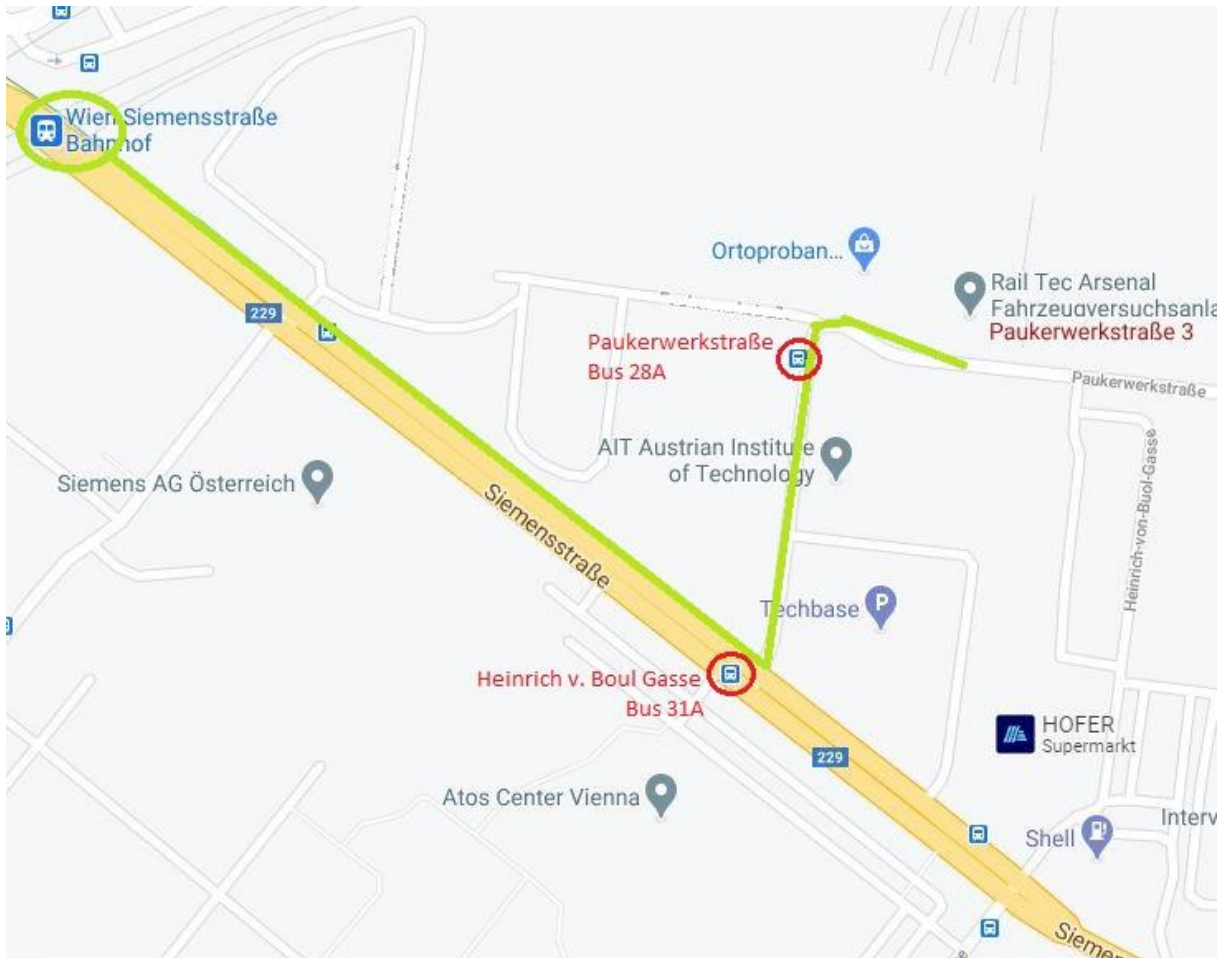 Wien Siemensstraße
Bahnhof
Ortoproban...
Rail Tec Arsenal
Fahrzeugversuchsanla
Paukerwerkstraße 3
229
Paukerwerkstraße
Bus 28A
Paukerwerkstraße
AIT Austrian Institute
of Technology
Siemens AG Österreich
Siemensstraße
Heinrich-von-Buol-Gasse
Techbase
P
Heinrich v. Boul Gasse
Bus 31A
HOFER
Supermarkt
229
Atos Center Vienna
Interv
Shell
Siemen